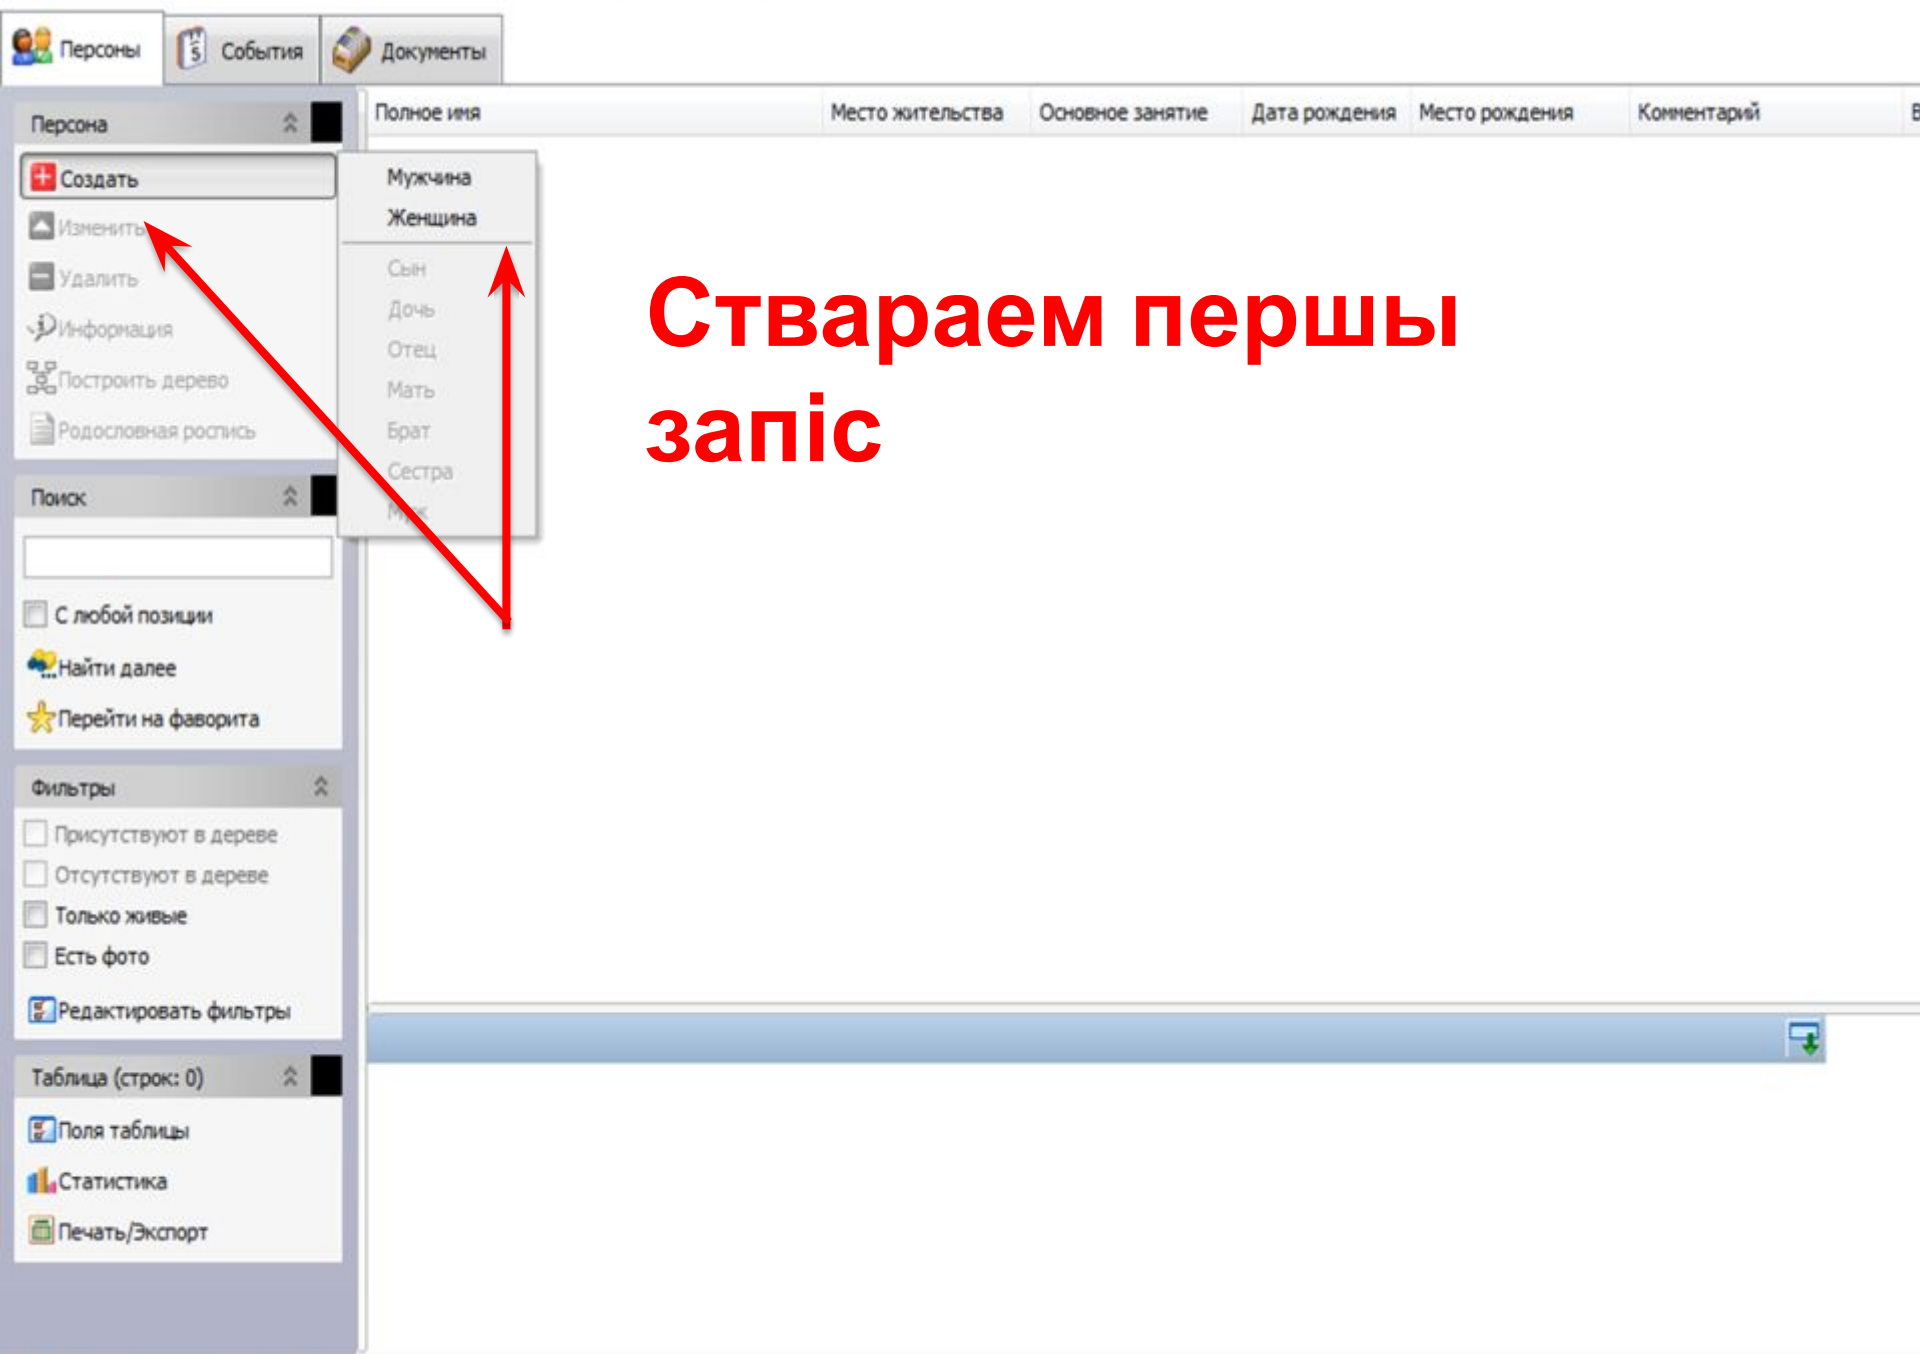 Персоны
События
Документы
Персона
Создать
Изменить
Удалить
Информация
Построить дерево
Родословная роспись
Мужчина
Женщина
Сын
Дочь
Отец
Мать
Брат
Сестра
Муж
Полное имя
Место жительства
Основное занятие
Дата рождения
Место рождения
Комментарий
Ствараем першы
запіс
Поиск
С любой позиции
Найти далее
Перейти на фаворита
Фильтры
Присутствуют в дереве
Отсутствуют в дереве
Только живые
Есть фото
Редактировать фильтры
Таблица (строк: 0)
Поля таблицы
Статистика
Печать/Экспорт